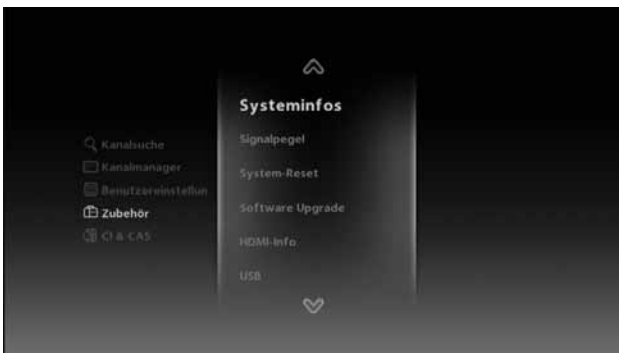 Systeminfos
Signalpegel
System-Reset
Software Upgrade
HDMI-Info
USB
Kanalsuche
Kanalmanager
Benutzereinstellun
Zubehör
CI & CAS